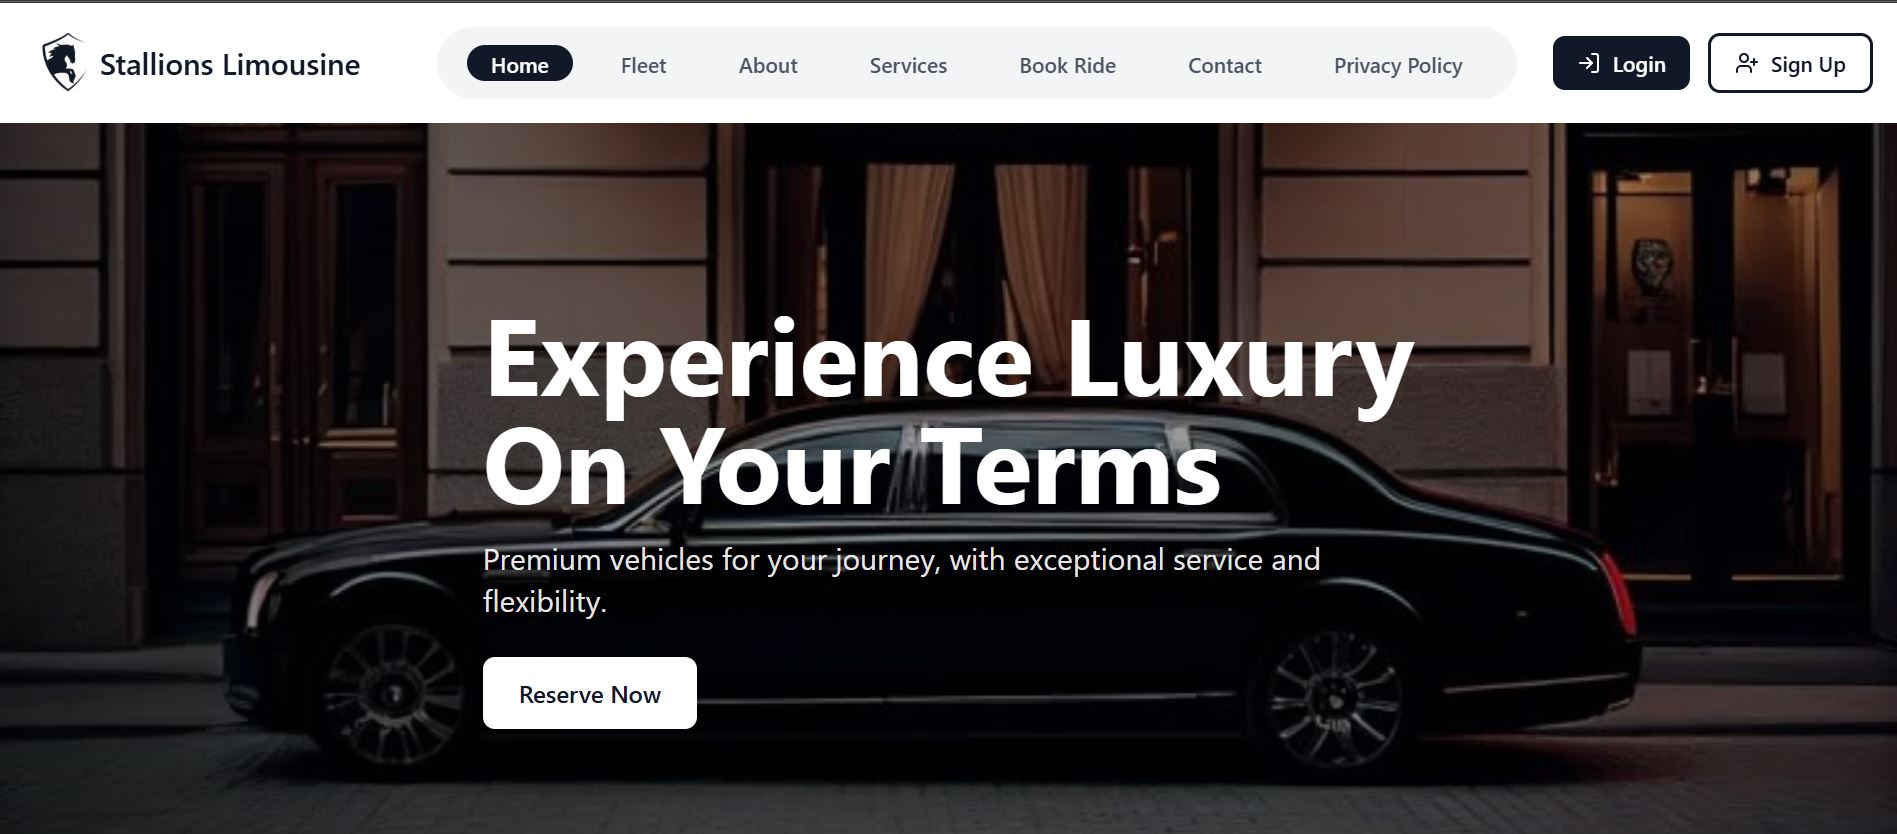 Stallions Limousine
Home Fleet About Services Book Ride Contact Privacy Policy
Login
Sign Up
Experience Luxury
On Your Terms
Premium vehicles for your journey, with exceptional service and
flexibility.
Reserve Now